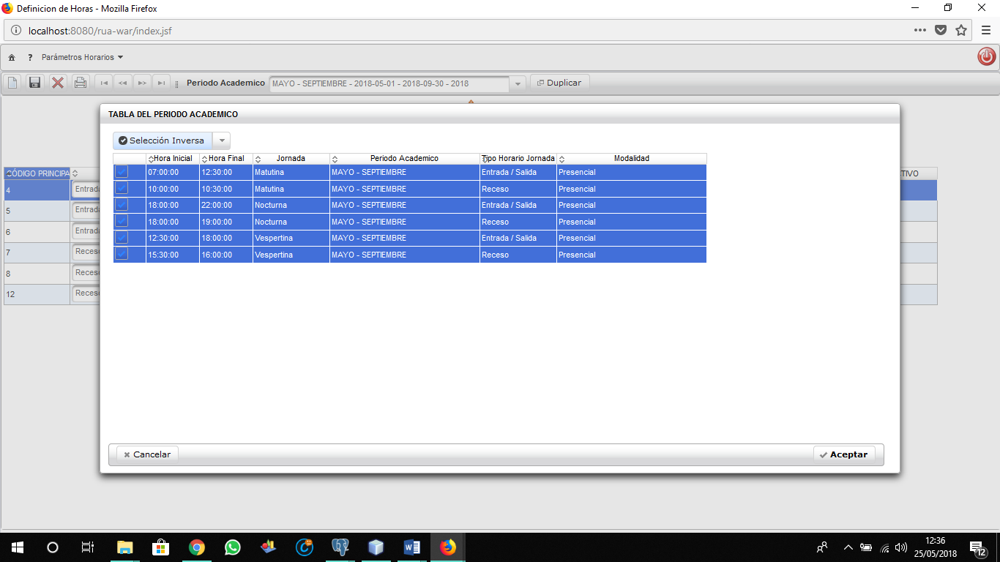 Definicion de Horas - Mozilla Firefox
localhost:8080/rua-war/index.jsf
? Parámetros Horarios
Periodo Academico MAYO - SEPTIEMBRE - 2018-05-01 - 2018-09-30 - 2018 Duplicar
TABLA DEL PERIODO ACADEMICO
Selección Inversa
Hora Inicial Hora Final Jornada Periodo Academico Tipo Horario Jornada Modalidad
07:00:00 12:30:00 Matutina MAYO - SEPTIEMBRE Entrada / Salida Presencial
10:00:00 10:30:00 Matutina MAYO - SEPTIEMBRE Receso Presencial
18:00:00 22:00:00 Nocturna MAYO - SEPTIEMBRE Entrada / Salida Presencial
18:00:00 19:00:00 Nocturna MAYO - SEPTIEMBRE Receso Presencial
12:30:00 18:00:00 Vespertina MAYO - SEPTIEMBRE Entrada / Salida Presencial
15:30:00 16:00:00 Vespertina MAYO - SEPTIEMBRE Receso Presencial
CÓDIGO PRINCIPA TIVO
4 Entrada
5 Entrada
6 Entrada
7 Receso
8 Receso
12 Receso
Cancelar Aceptar
12:36
25/05/2018
12